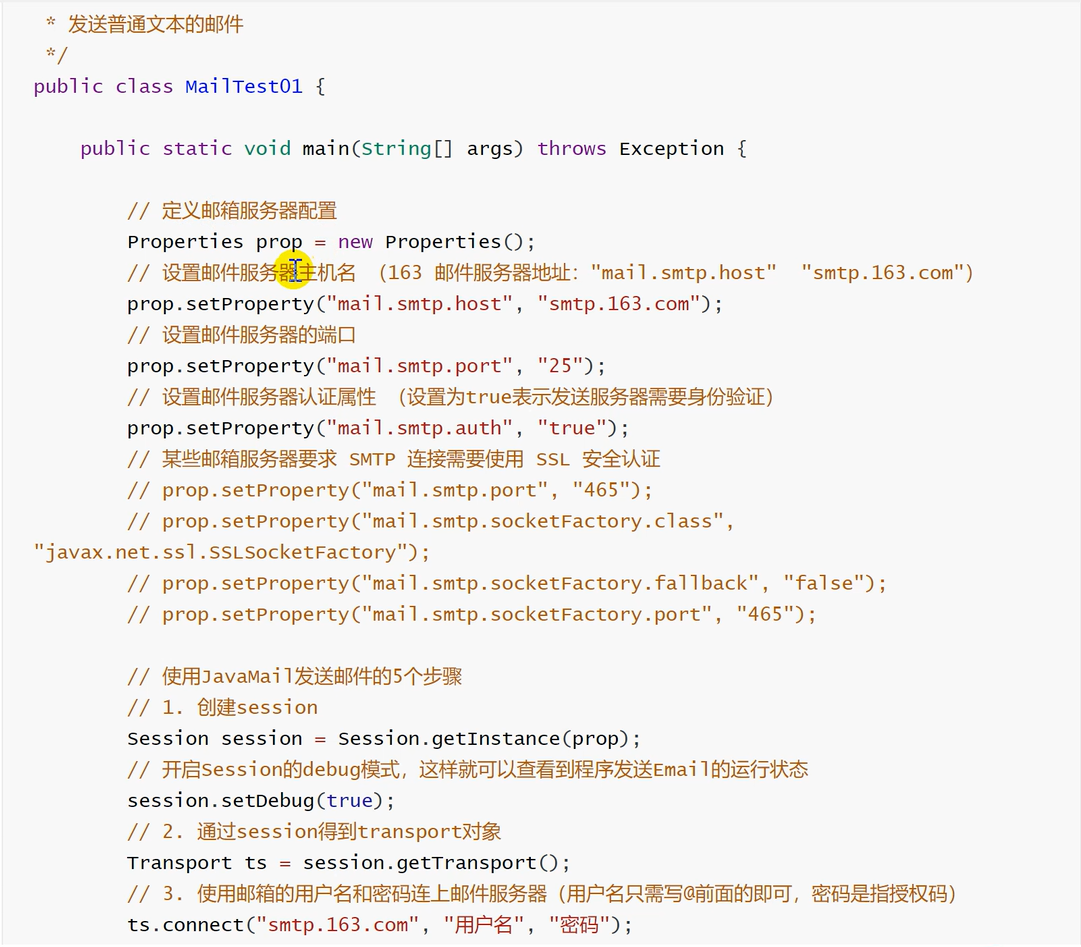 * 发送普通文本的邮件
*/
public class MailTest01 {
public static void main(String[] args) throws Exception {
// 定义邮箱服务器配置
Properties prop = new Properties();
// 设置邮件服务器主机名 （163 邮件服务器地址："mail.smtp.host"  "smtp.163.com"）
prop.setProperty("mail.smtp.host", "smtp.163.com");
// 设置邮件服务器的端口
prop.setProperty("mail.smtp.port", "25");
// 设置邮件服务器认证属性 （设置为true表示发送服务器需要身份验证）
prop.setProperty("mail.smtp.auth", "true");
// 某些邮箱服务器要求 SMTP 连接需要使用 SSL 安全认证
// prop.setProperty("mail.smtp.port", "465");
// prop.setProperty("mail.smtp.socketFactory.class",
"javax.net.ssl.SSLSocketFactory");
// prop.setProperty("mail.smtp.socketFactory.fallback", "false");
// prop.setProperty("mail.smtp.socketFactory.port", "465");
// 使用JavaMail发送邮件的5个步骤
// 1. 创建session
Session session = Session.getInstance(prop);
// 开启Session的debug模式，这样就可以查看到程序发送Email的运行状态
session.setDebug(true);
// 2. 通过session得到transport对象
Transport ts = session.getTransport();
// 3. 使用邮箱的用户名和密码连上邮件服务器（用户名只需写@前面的即可，密码是指授权码）
ts.connect("smtp.163.com", "用户名", "密码");